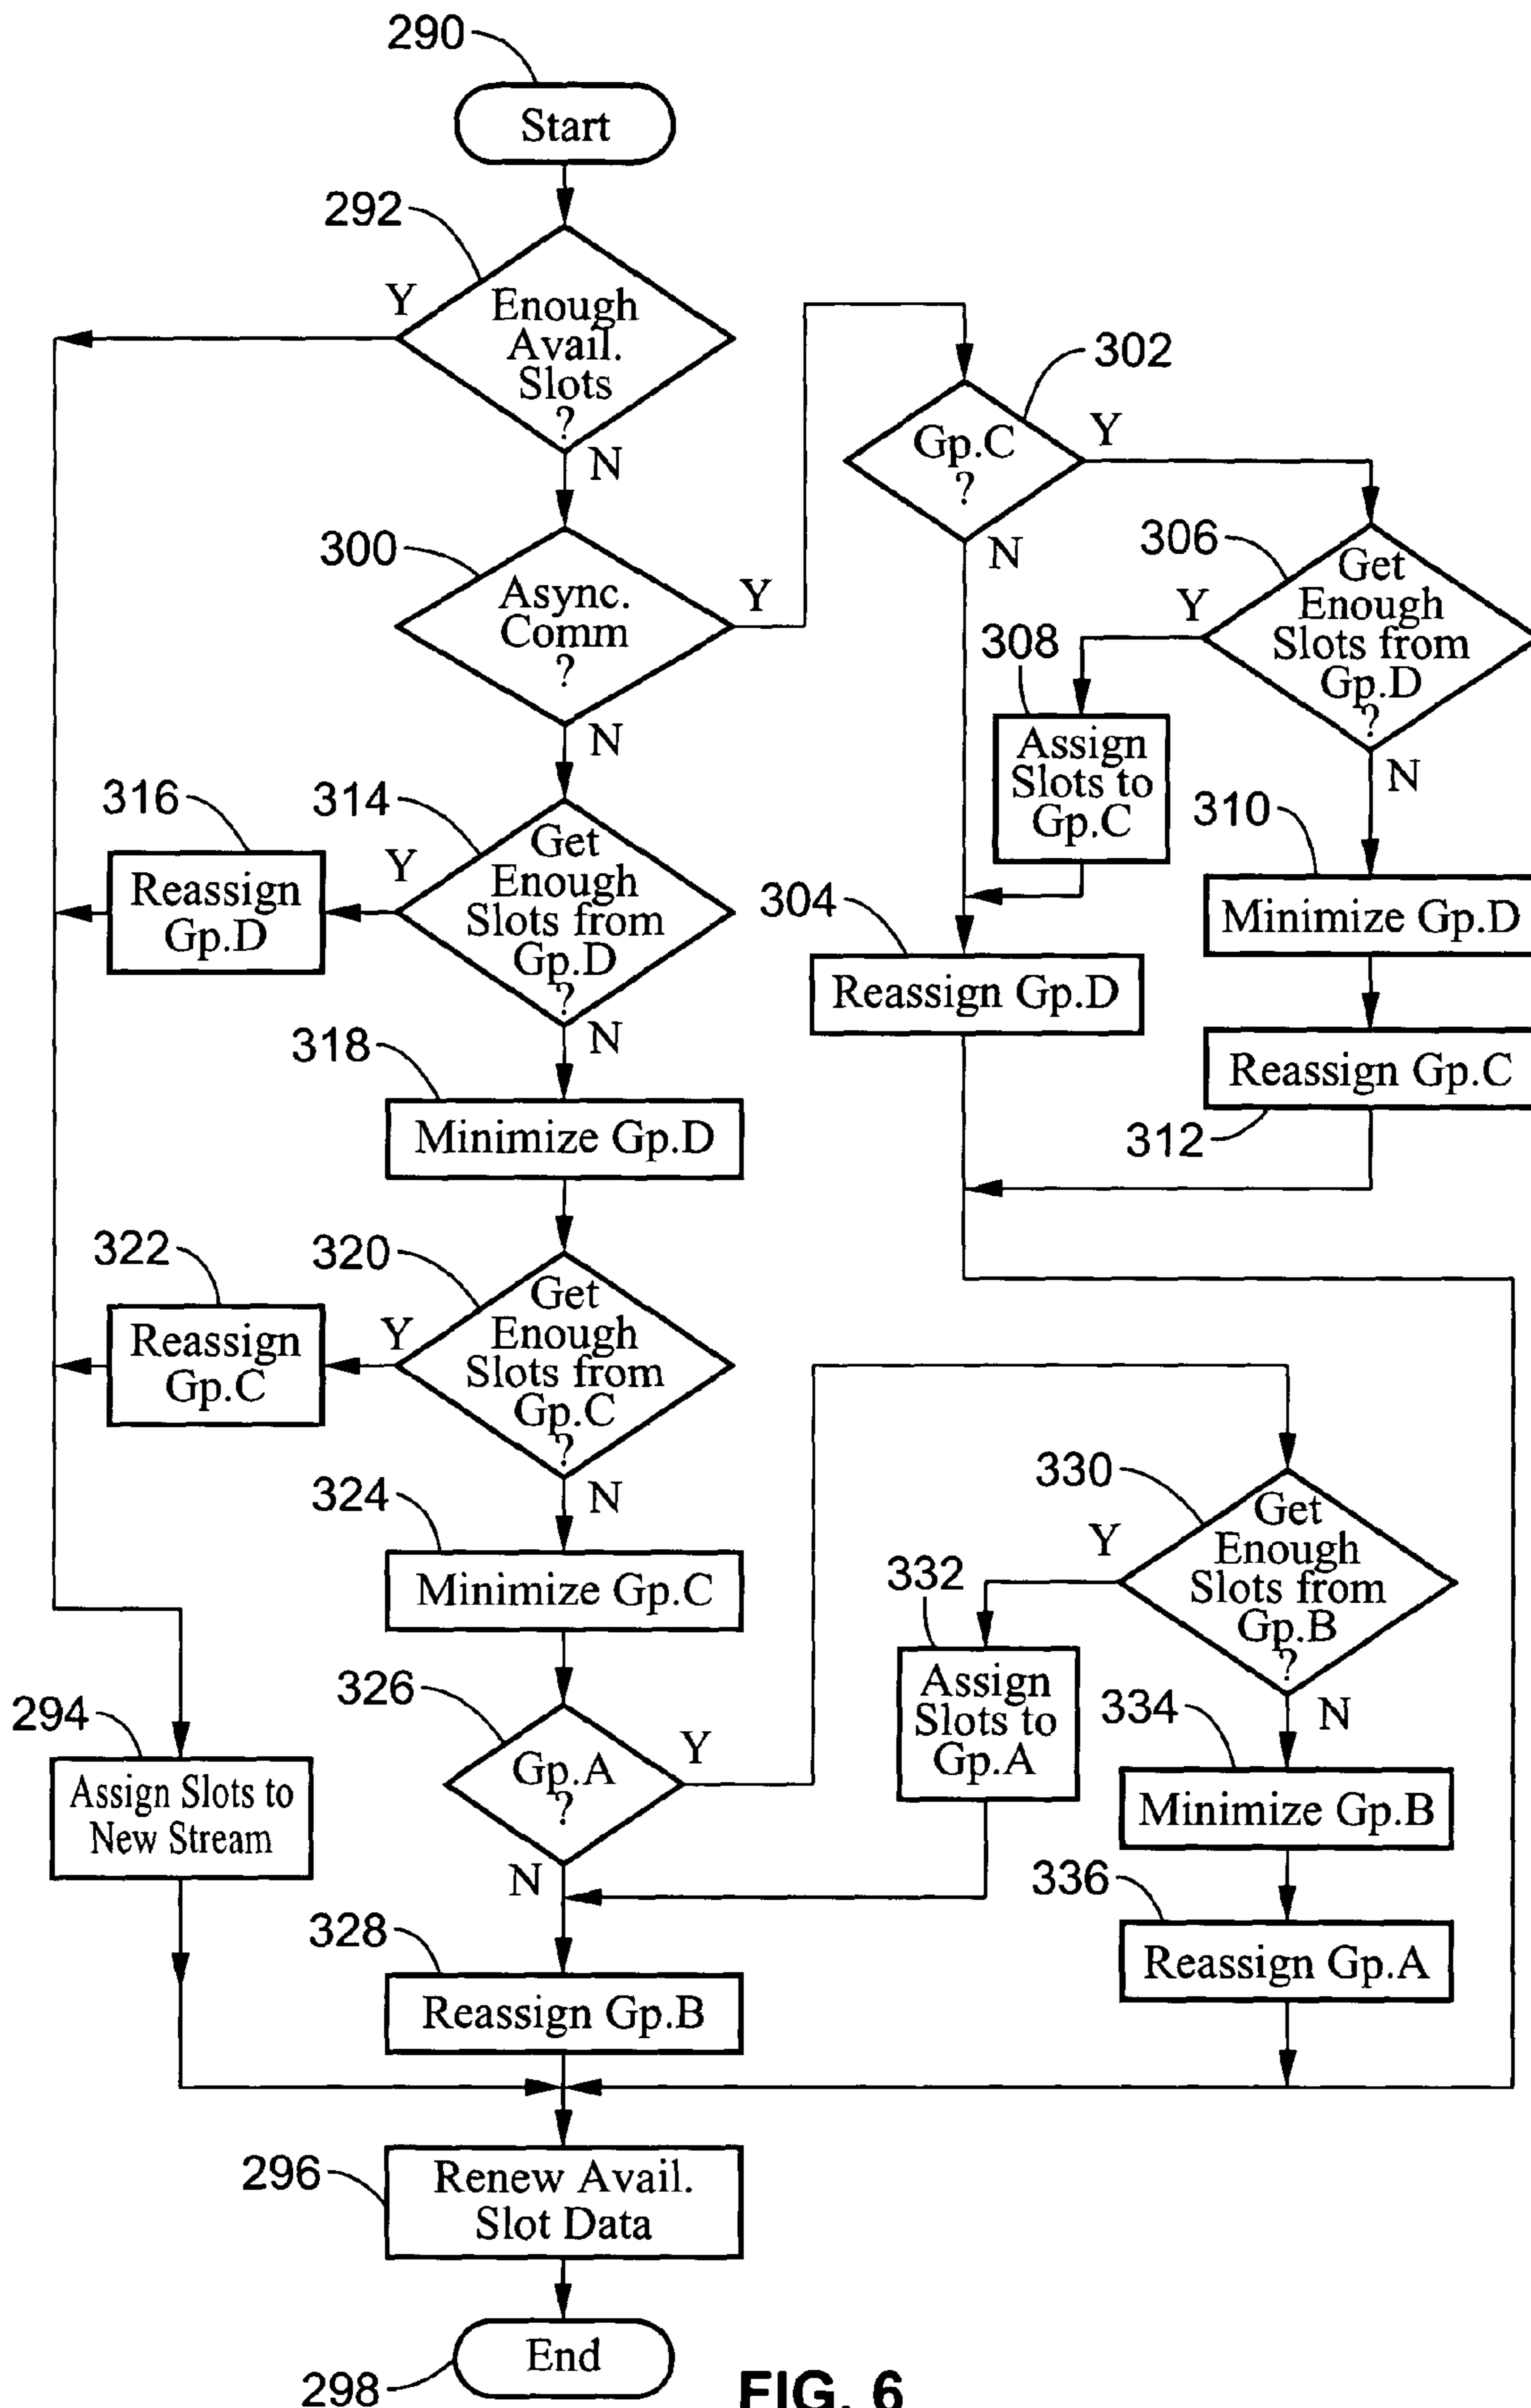 290
Start
292
Y
Enough
Avail.
Slots
?
N
302
Gp.C
?
Y
N
300
Async.
Comm
?
Y
N
306
Get
Enough
Slots from
Gp.D
?
Y
N
308
Assign
Slots to
Gp.C
310
Minimize Gp.D
304
Reassign Gp.D
Reassign Gp.C
312
316
Reassign
Gp.D
314
Y
Get
Enough
Slots from
Gp.D
?
N
318
Minimize Gp.D
322
Reassign
Gp.C
320
Y
Get
Enough
Slots from
Gp.C
?
N
324
Minimize Gp.C
326
Gp.A
?
Y
N
330
Get
Enough
Slots from
Gp.B
?
Y
N
332
Assign
Slots to
Gp.A
334
Minimize Gp.B
336
Reassign Gp.A
294
Assign Slots to
New Stream
328
Reassign Gp.B
296
Renew Avail.
Slot Data
End
298
FIG. 6